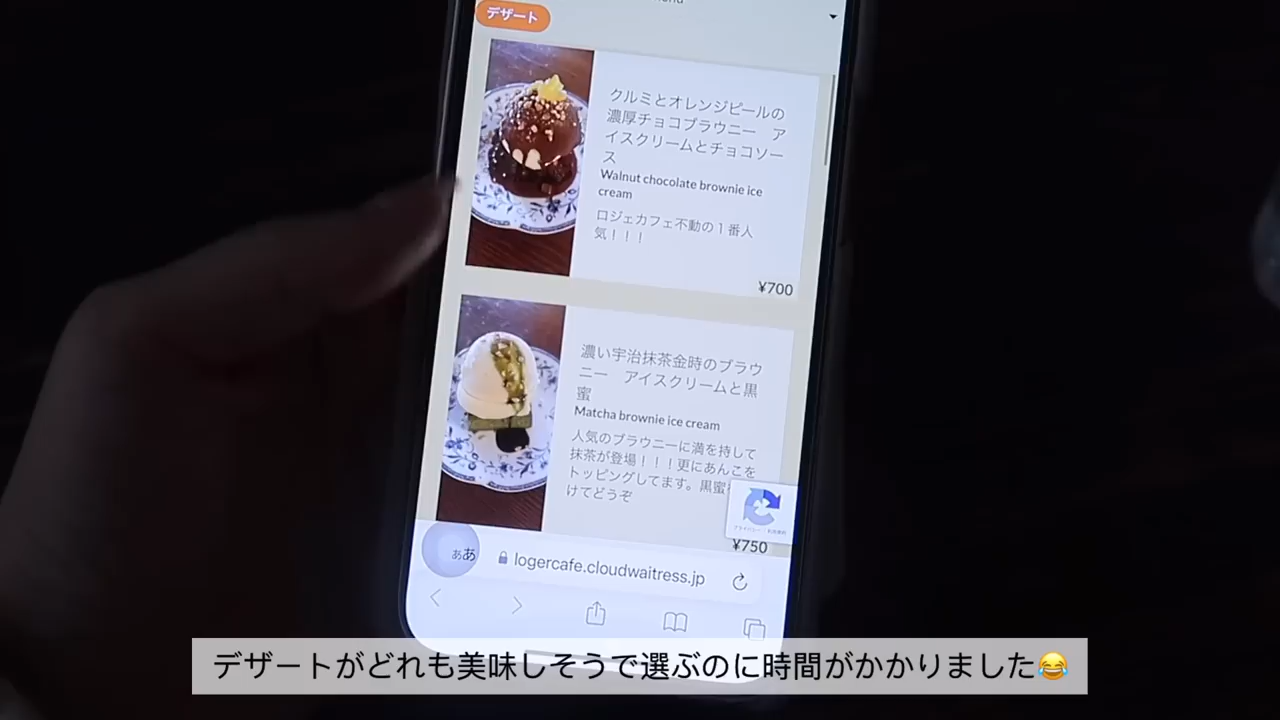 デザート
クルミとオレンジピールの
濃厚チョコブラウニー　ア
イスクリームとチョコソー
ス
Walnut chocolate brownie ice
cream
ロジェカフェ不動の１番人
気！！！
¥700
濃い宇治抹茶金時のブラウ
ニー　アイスクリームと黒
蜜
Matcha brownie ice cream
人気のブラウニーに満を持して
抹茶が登場！！！更にあんこを
トッピングしてます。黒蜜
けてどうぞ
¥750
ぁあ
logercafe.cloudwaitress.jp
デザートがどれも美味しそうで選ぶのに時間がかかりました😂